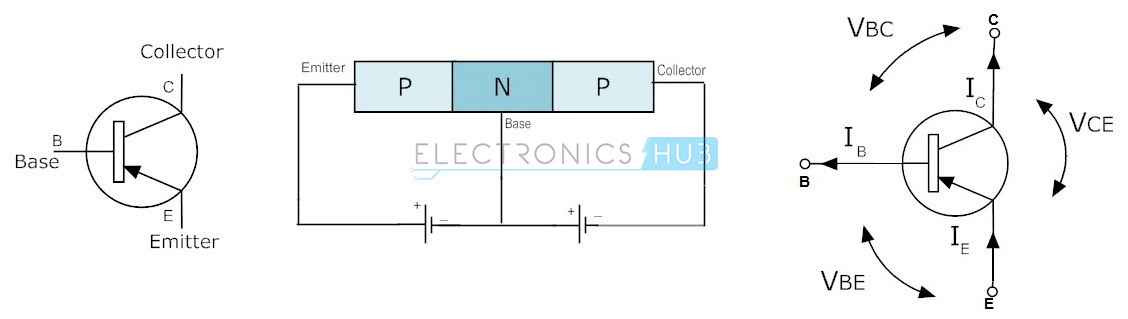 Collector
C
B
Base
E
Emitter
Emitter
P
N
P
Collector
Base
ELECTRONICS HUB
+
−
+
−
VBC
C
IC
VCE
IB
B
IE
VBE
E